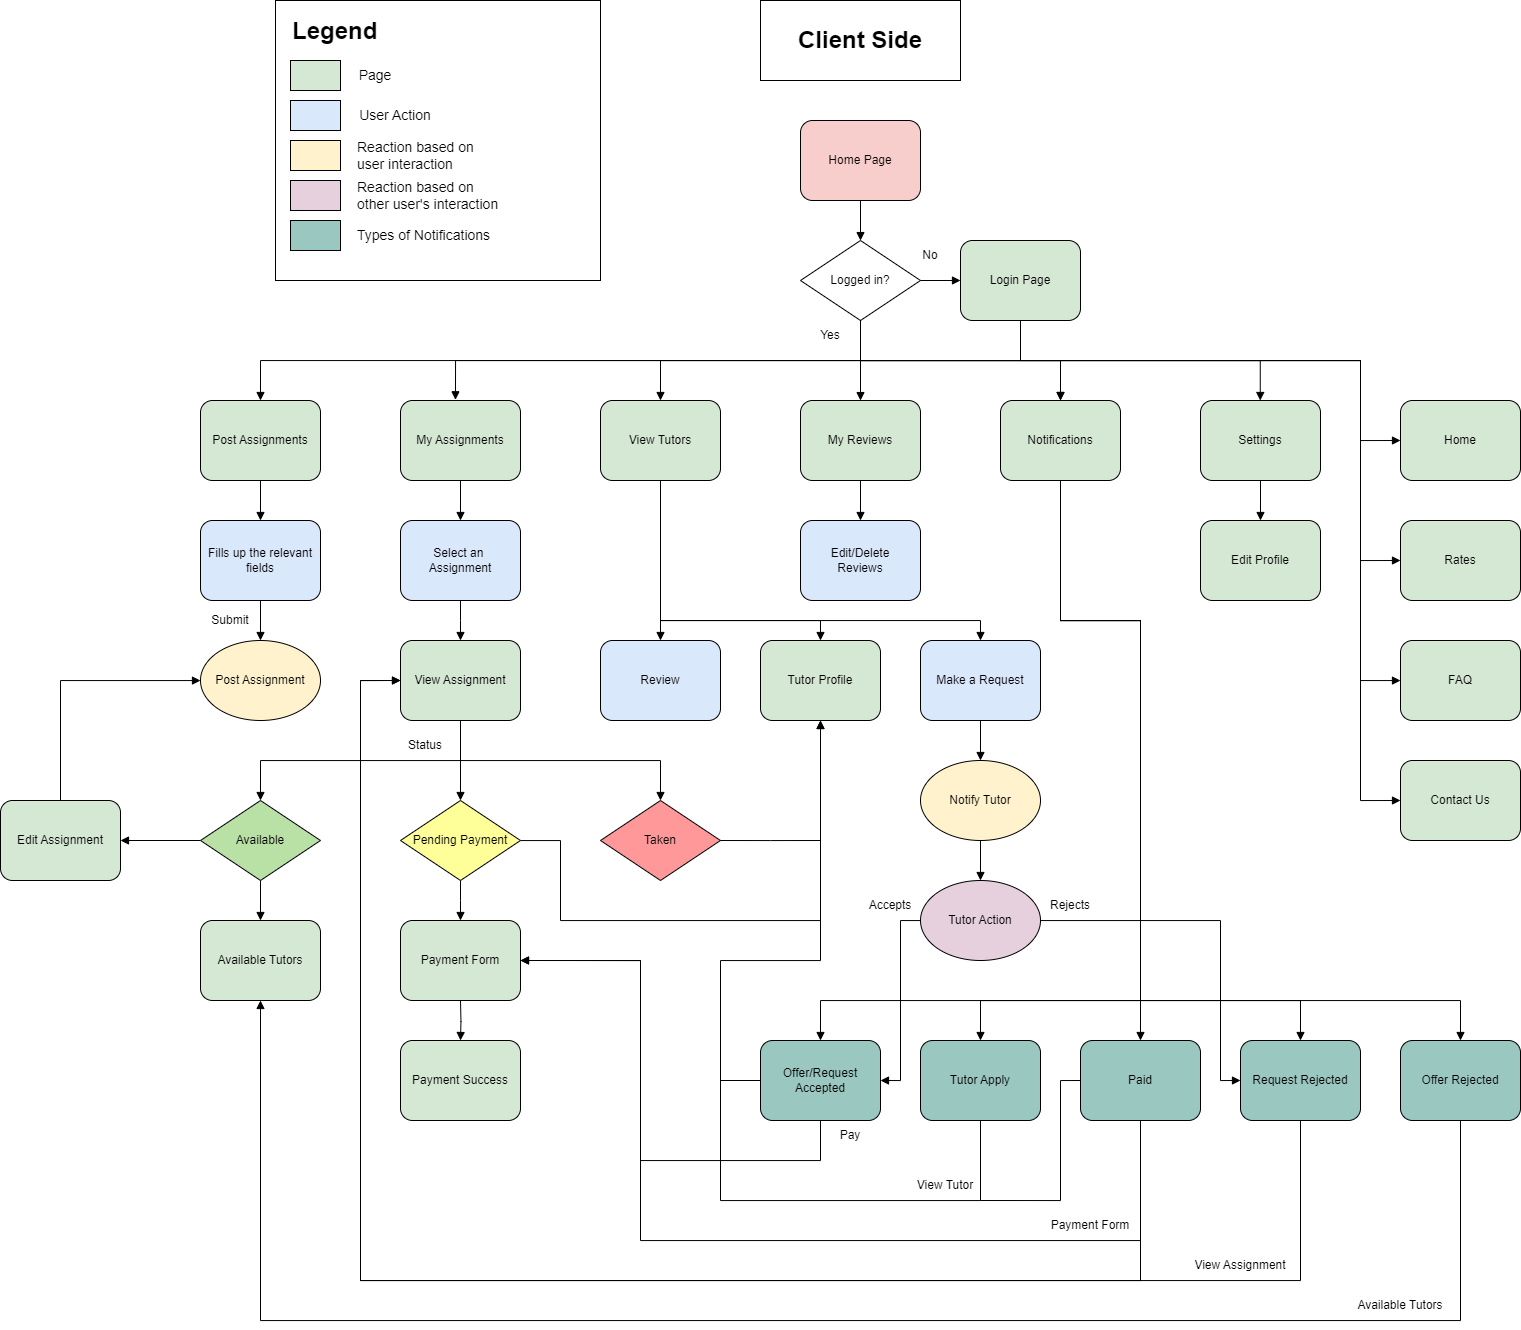 Legend
Page
User Action
Reaction based on
user interaction
Reaction based on
other user's interaction
Types of Notifications
Client Side
Home Page
Logged in?
No
Login Page
Yes
Post Assignments
My Assignments
View Tutors
My Reviews
Notifications
Settings
Home
Fills up the relevant
fields
Select an
Assignment
Edit/Delete
Reviews
Edit Profile
Rates
Submit
Post Assignment
View Assignment
Review
Tutor Profile
Make a Request
FAQ
Status
Notify Tutor
Contact Us
Edit Assignment
Available
Pending Payment
Taken
Accepts
Tutor Action
Rejects
Available Tutors
Payment Form
Payment Success
Offer/Request
Accepted
Tutor Apply
Paid
Request Rejected
Offer Rejected
Pay
View Tutor
Payment Form
View Assignment
Available Tutors